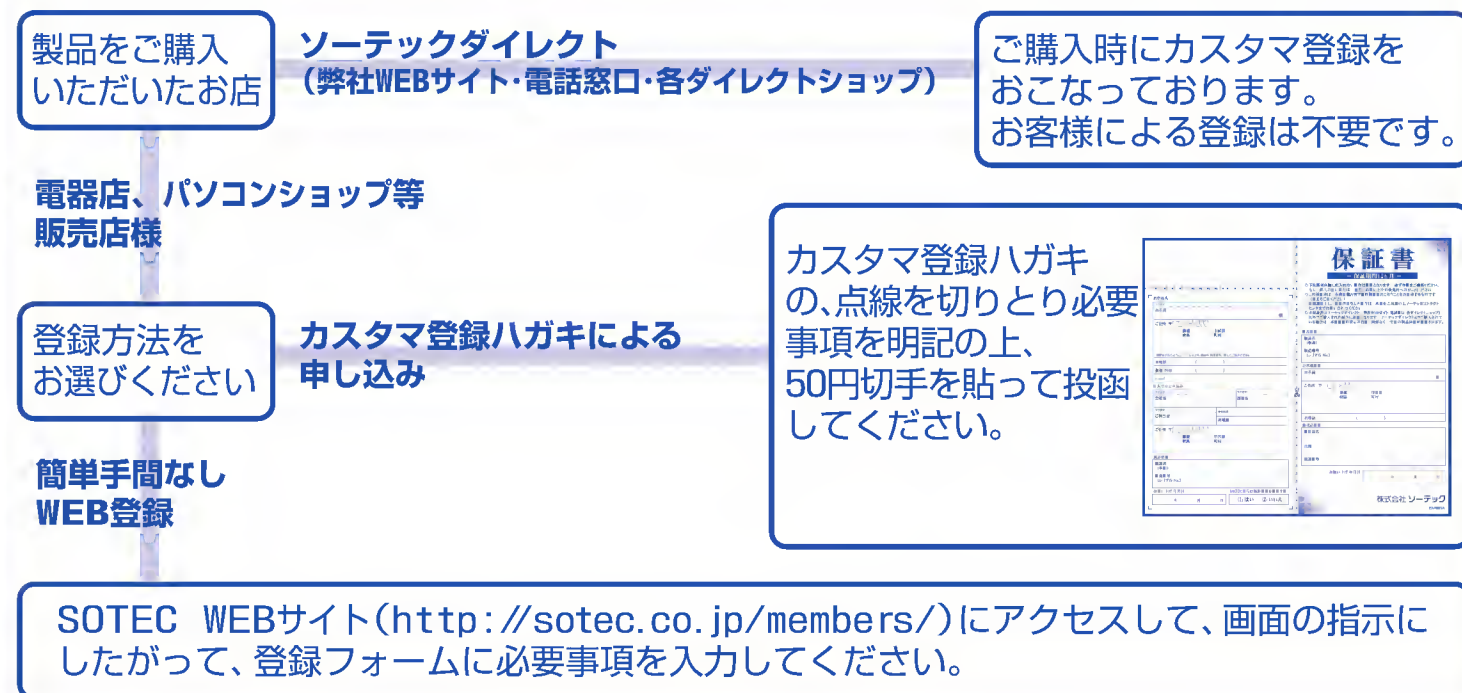 製品をご購入
いただいたお店
ソーテックダイレクト
(弊社WEBサイト・電話窓口・各ダイレクトショップ)
ご購入時にカスタマ登録を
おこなっております。
お客様による登録は不要です。
電器店、パソコンショップ等
販売店様
登録方法を
お選びください
カスタマ登録ハガキによる
申し込み
カスタマ登録ハガキ
の、点線を切りとり必要
事項を明記の上、
50円切手を貼って投函
してください。
保証書
株式会社 ソーテック
簡単手間なし
WEB登録
SOTEC WEBサイト(http://sotec.co.jp/members/)にアクセスして、画面の指示に
したがって、登録フォームに必要事項を入力してください。